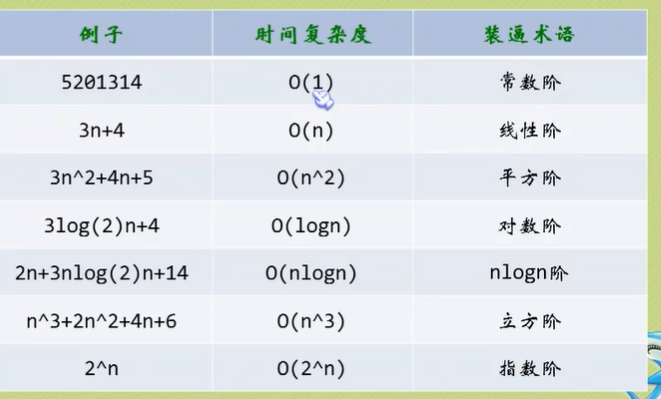 例子 时间复杂度 装逼术语
5201314 O(1) 常数阶
3n+4 O(n) 线性阶
3n^2+4n+5 O(n^2) 平方阶
3log(2)n+4 O(logn) 对数阶
2n+3nlog(2)n+14 O(nlogn) nlogn阶
n^3+2n^2+4n+6 O(n^3) 立方阶
2^n O(2^n) 指数阶